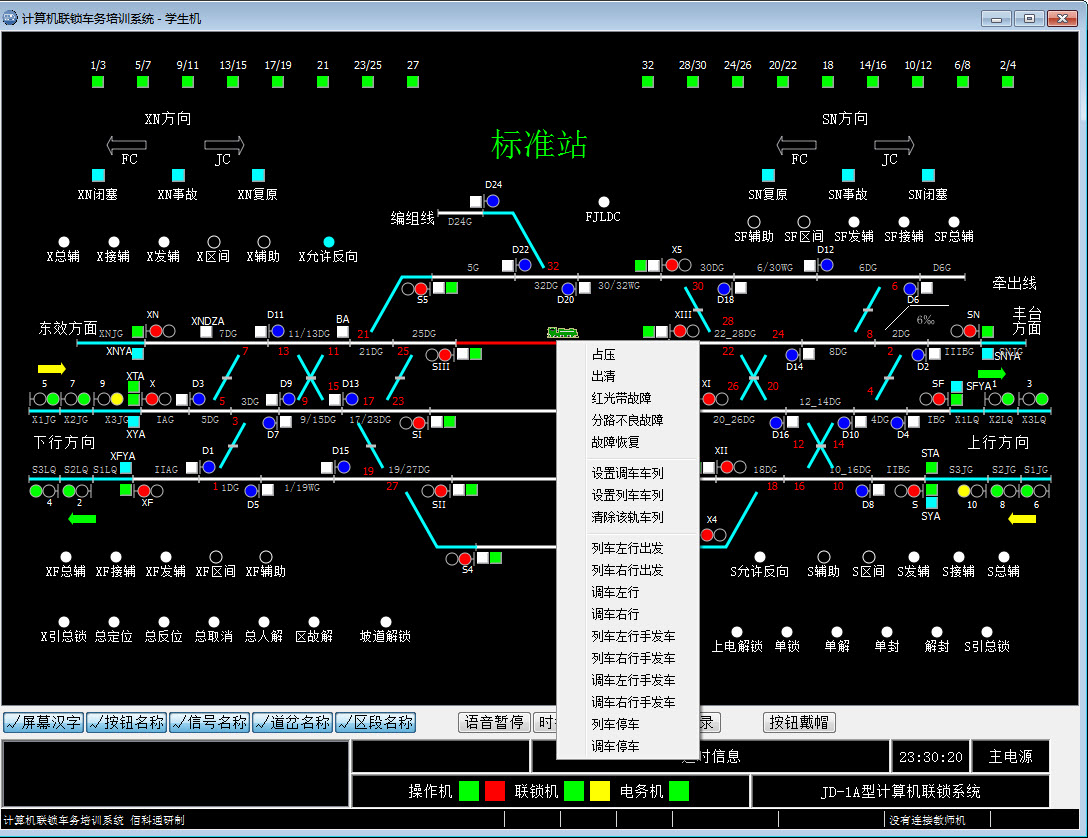 计算机联锁车务培训系统 - 学生机
1/3 5/7 9/11 13/15 17/19 21 23/25 27 32 28/30 24/26 20/22 18 14/16 10/12 6/8 2/4
XN方向 SN方向
标准站
FC JC FC JC
XN闭塞 XN事故 XN复原 SN复原 SN事故 SN闭塞
D24
编组线 D24G FJLDC
SF辅助 SF区间 SF发辅 SF接辅 SF总辅
X总辅 X接辅 X发辅 X区间 X辅助 X允许反向
D22 X5 D12
5G 32 30DG 6/30WG 6DG D6G
牵出线
S5 32DG D20 30/32WG 30 D18 6 D6
丰台
方面
东效方面 XNJG XN XNDZA 7DG D11 11/13DG BA 21 25DG XIII 28 22_28DG 24 8 2DG 6‰ SN
XNYA 7 13 11 21DG 25 SIII 22 D14 8DG 2 D2 IIIBG SNYA
5 7 9 XTA X D3 D9 15 D13 XI 26 20 4 SF SFYA1 3
5 3DG 9 17 23 12_14DG
X1JG X2JG X3JG IAG 5DG 3 D7 9/15DG 17/23DG SI 20_26DG D16 D10 4DG D4 IBG X1LQ X2LQ X3LQ
下行方向 XYA 12 14 上行方向
XFYA D1 D15 XII STA
S3LQ S2LQ S1LQ IIAG 19 19/27DG 18DG 10_16DG IIBG S3JG S2JG S1JG
4 2 XF 1 1DG D5 1/19WG 27 SII 18 16 10 D8 S SYA 10 8 6
X4
S4
XF总辅 XF接辅 XF发辅 XF区间 XF辅助 S允许反向 S辅助 S区间 S发辅 S接辅 S总辅
X引总锁 总定位 总反位 总取消 总人解 区故解 坡道解锁 上电解锁 单锁 单解 单封 解封 S引总锁
占压
出清
红光带故障
分路不良故障
故障恢复
设置调车车列
设置列车车列
清除该轨车列
列车左行出发
列车右行出发
调车左行
调车右行
列车左行手发车
列车右行手发车
调车左行手发车
调车右行手发车
列车停车
调车停车
屏幕汉字 按钮名称 信号名称 道岔名称 区段名称 语音暂停 时 录 按钮戴帽
时信息 23:30:20 主电源
操作机 联锁机 电务机 JD-1A型计算机联锁系统
计算机联锁车务培训系统 佰科通研制 没有连接教师机